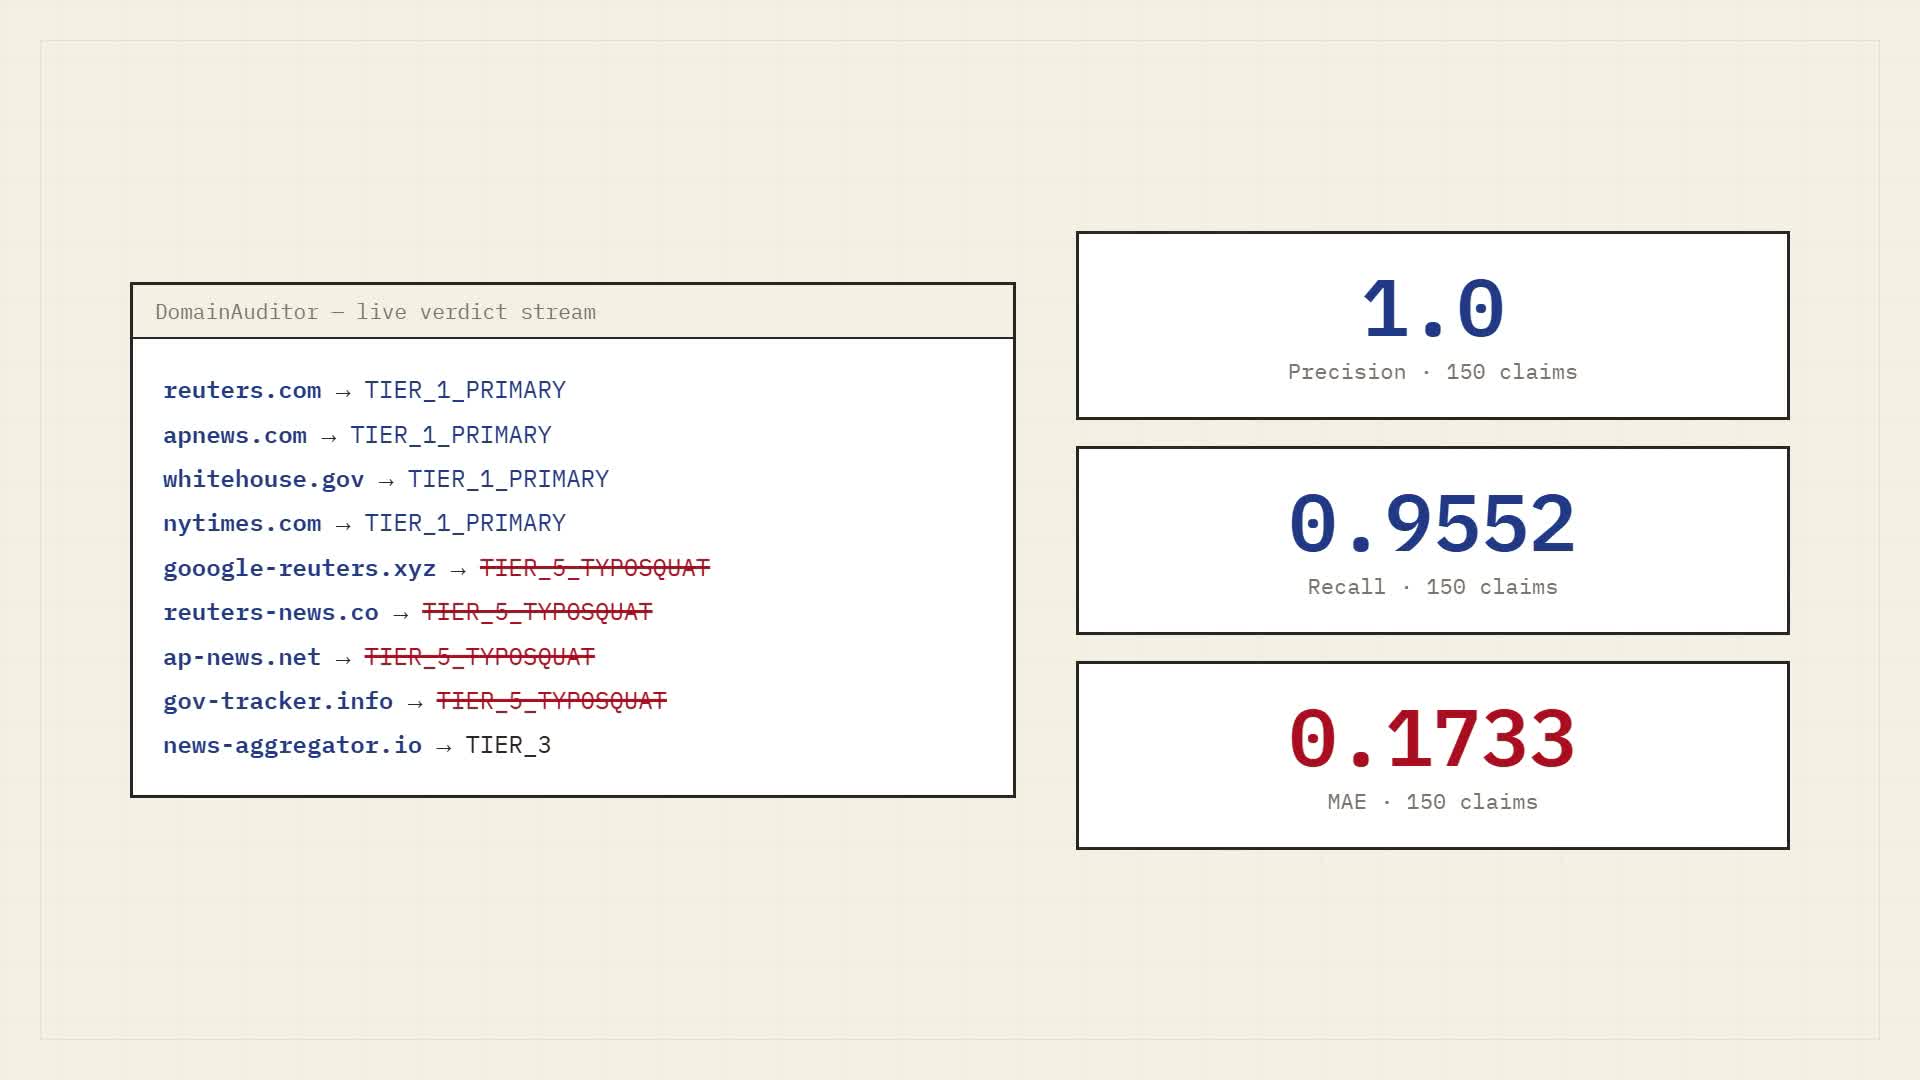 DomainAuditor — live verdict stream
reuters.com → TIER_1_PRIMARY
apnews.com → TIER_1_PRIMARY
whitehouse.gov → TIER_1_PRIMARY
nytimes.com → TIER_1_PRIMARY
gooogle-reuters.xyz → TIER_5_TYPOSQUAT
reuters-news.co → TIER_5_TYPOSQUAT
ap-news.net → TIER_5_TYPOSQUAT
gov-tracker.info → TIER_5_TYPOSQUAT
news-aggregator.io → TIER_3
1.0
Precision · 150 claims
0.9552
Recall · 150 claims
0.1733
MAE · 150 claims